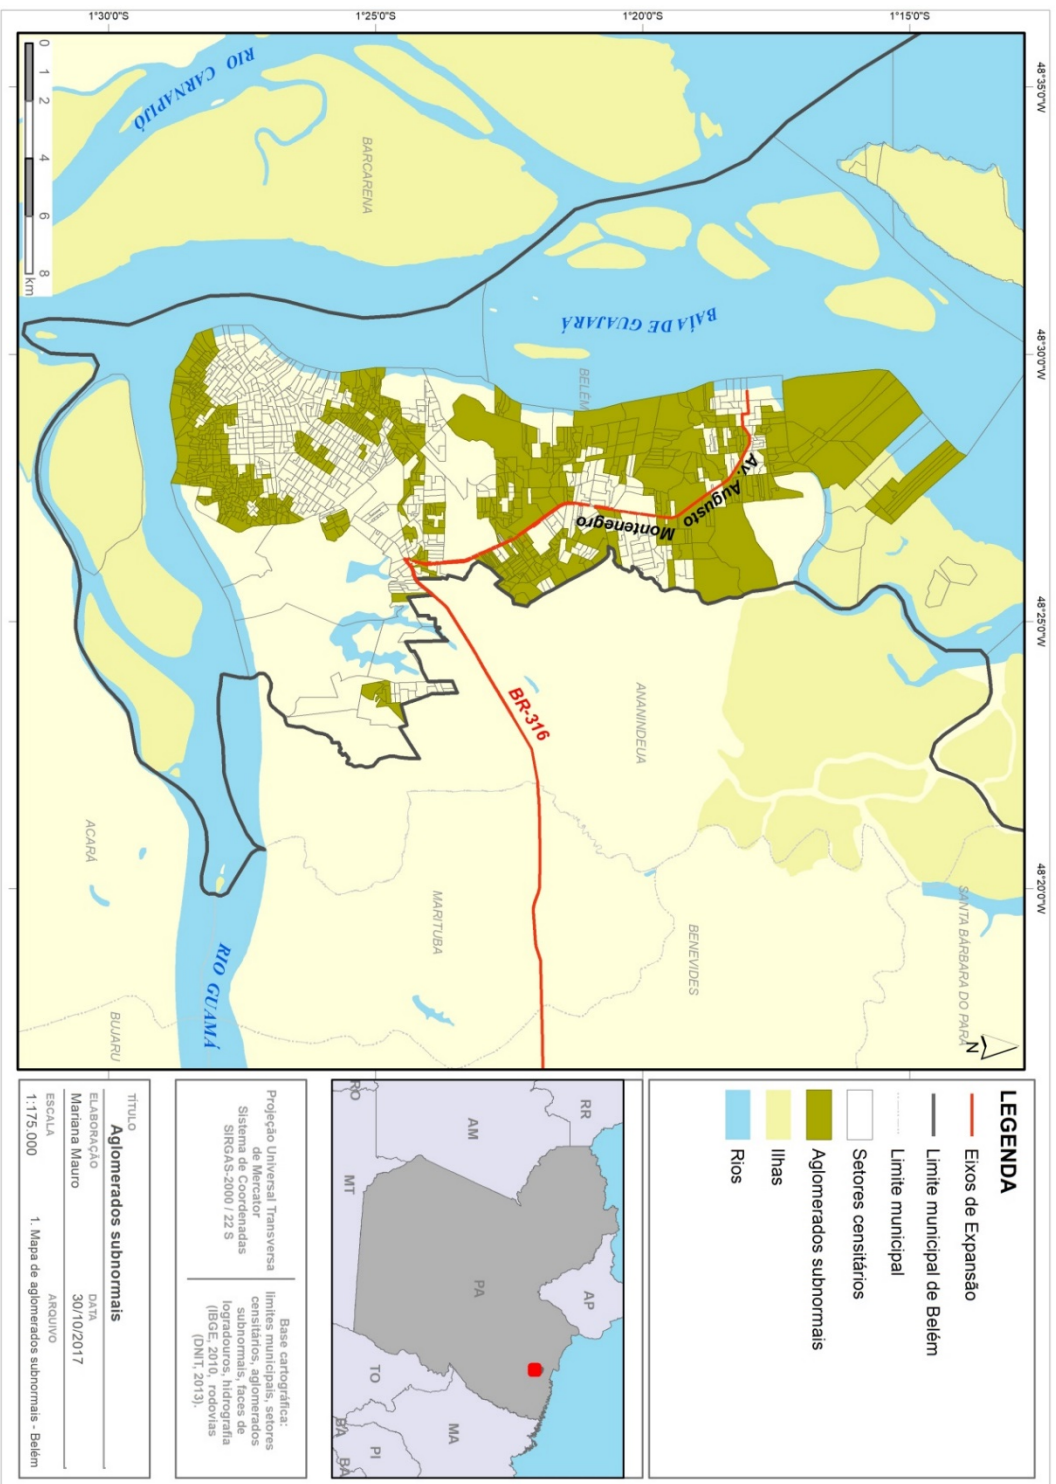 48°35'0"W
48°30'0"W
48°25'0"W
48°20'0"W
1°15'0"S
1°20'0"S
1°25'0"S
1°30'0"S
SANTA BÁRBARA DO PARÁ
N
BAÍA DE GUAJARÁ
BELÉM
Av. Augusto
Montenegro
ANANINDEUA
BENEVIDES
BR-316
BARCARENA
MARITUBA
RIO CARNAPIJÓ
RIO GUAMÁ
ACARÁ
BUJARU
0 1 2 4 6 8
km
LEGENDA
Eixos de Expansão
Limite municipal de Belém
Limite municipal
Setores censitários
Aglomerados subnormais
Ilhas
Rios
RR
AP
AM
PA
MA
RO
MT
TO
PI
BA
BA
Projeção Universal Transversa
de Mercator
Sistema de Coordenadas
SIRGAS-2000 / 22 S
Base cartográfica:
limites municipais, setores
censitários, aglomerados
subnormais, faces de
logradouros, hidrografia
(IBGE, 2010, rodovias
(DNIT, 2013).
TÍTULO
Aglomerados subnormais
ELABORAÇÃO
Mariana Mauro
DATA
30/10/2017
ESCALA
1:175.000
ARQUIVO
1. Mapa de aglomerados subnormais - Belém